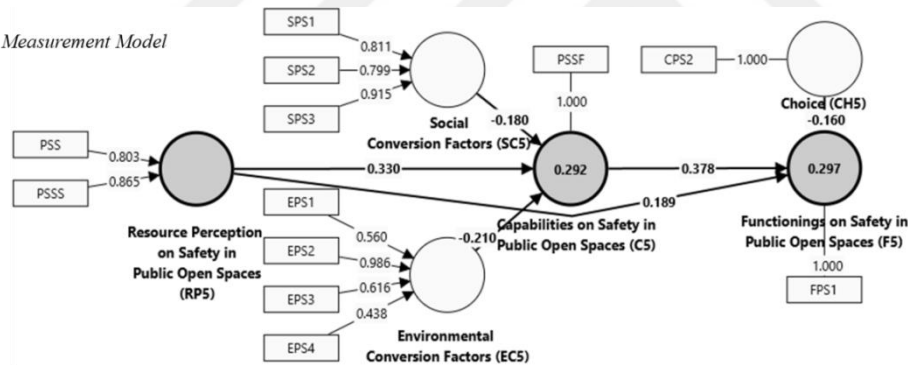 Measurement Model
SPS1
0.811
SPS2
0.799
SPS3
0.915
Social
Conversion Factors (SC5)
-0.180
PSSF
1.000
CPS2
1.000
Choice (CH5)
-0.160
PSS
0.803
PSSS
0.865
0.330
0.292
0.378
0.297
0.189
Resource Perception
on Safety in
Public Open Spaces
(RP5)
Capabilities on Safety in
Public Open Spaces (C5)
Functionings on Safety in
Public Open Spaces (F5)
EPS1
0.560
EPS2
0.986
EPS3
0.616
EPS4
0.438
-0.210
Environmental
Conversion Factors (EC5)
1.000
FPS1